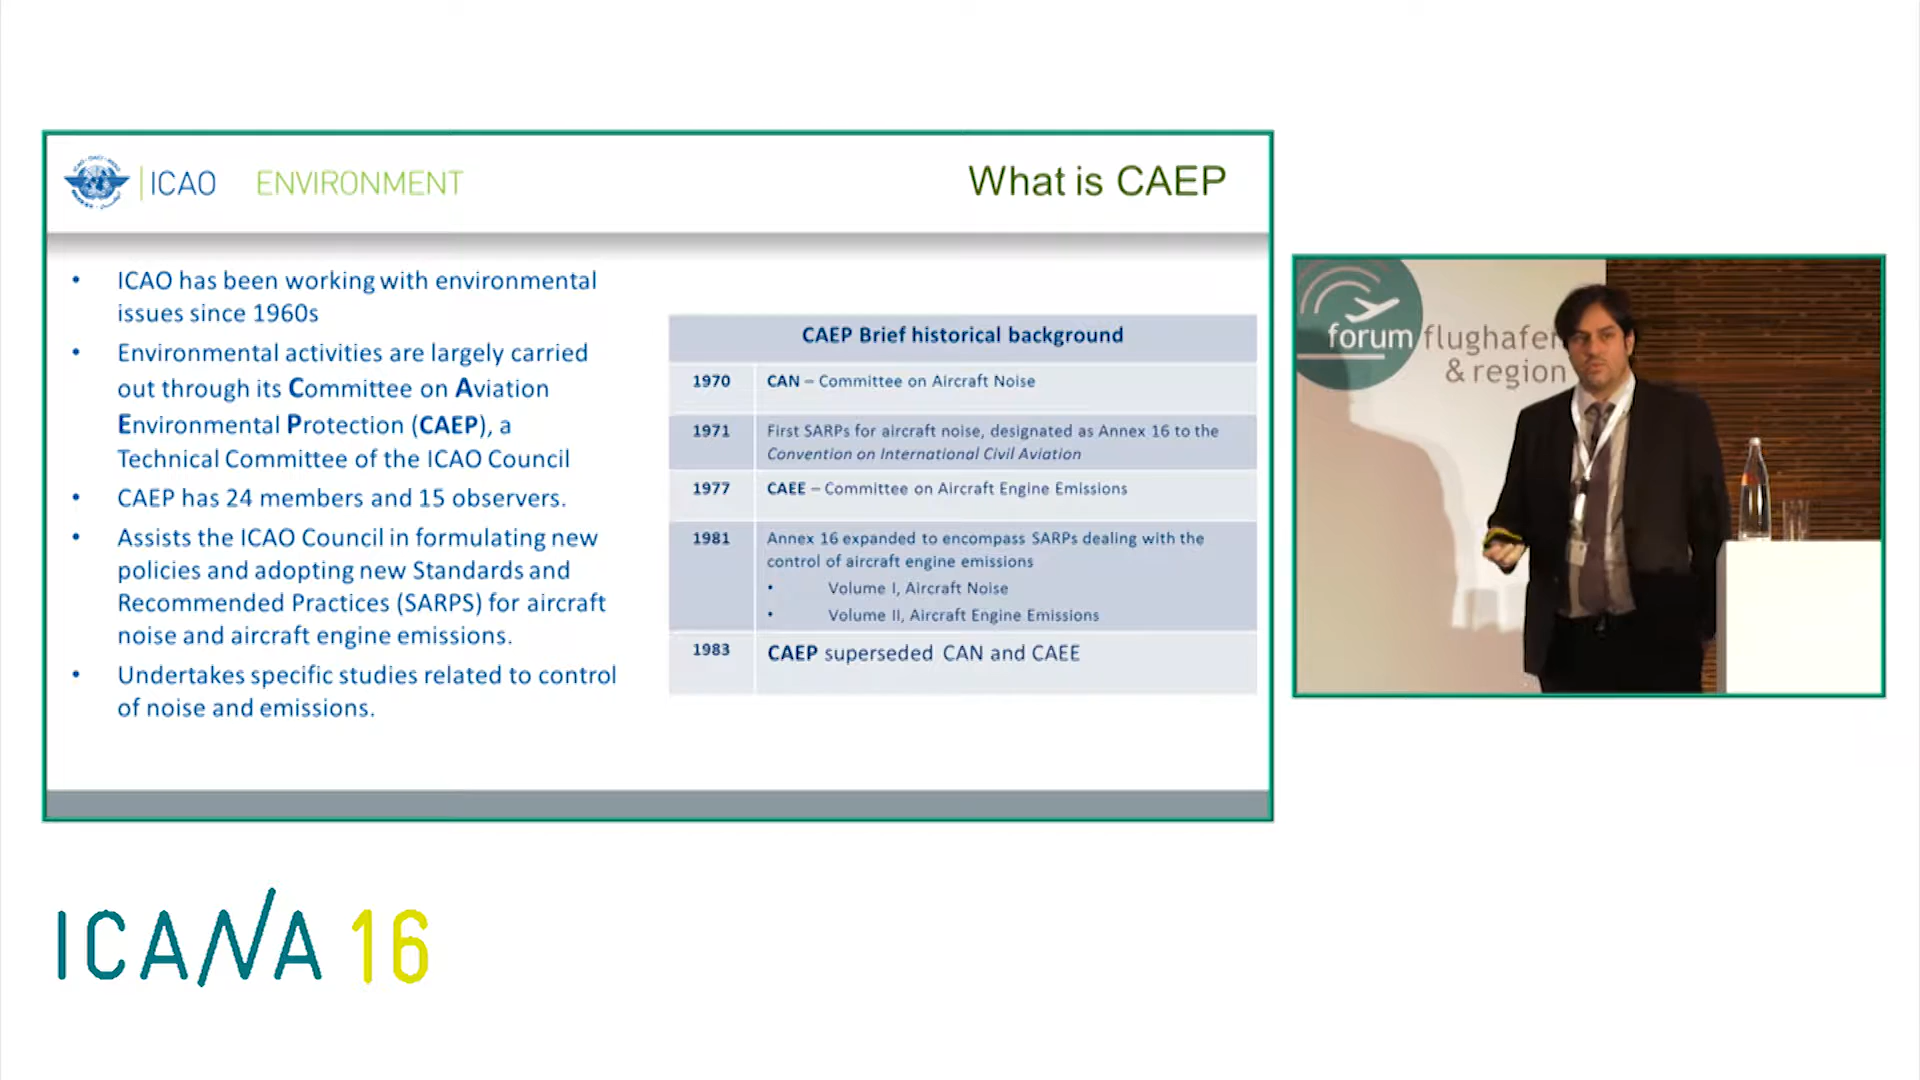 ICAO ENVIRONMENT
What is CAEP
• ICAO has been working with environmental
issues since 1960s
• Environmental activities are largely carried
out through its Committee on Aviation
Environmental Protection (CAEP), a
Technical Committee of the ICAO Council
• CAEP has 24 members and 15 observers.
• Assists the ICAO Council in formulating new
policies and adopting new Standards and
Recommended Practices (SARPS) for aircraft
noise and aircraft engine emissions.
• Undertakes specific studies related to control
of noise and emissions.
CAEP Brief historical background
1970 CAN – Committee on Aircraft Noise
1971 First SARPs for aircraft noise, designated as Annex 16 to the
Convention on International Civil Aviation
1977 CAEE – Committee on Aircraft Engine Emissions
1981 Annex 16 expanded to encompass SARPs dealing with the
control of aircraft engine emissions
• Volume I, Aircraft Noise
• Volume II, Aircraft Engine Emissions
1983 CAEP superseded CAN and CAEE
forum flughafen
& region
ICANA 16